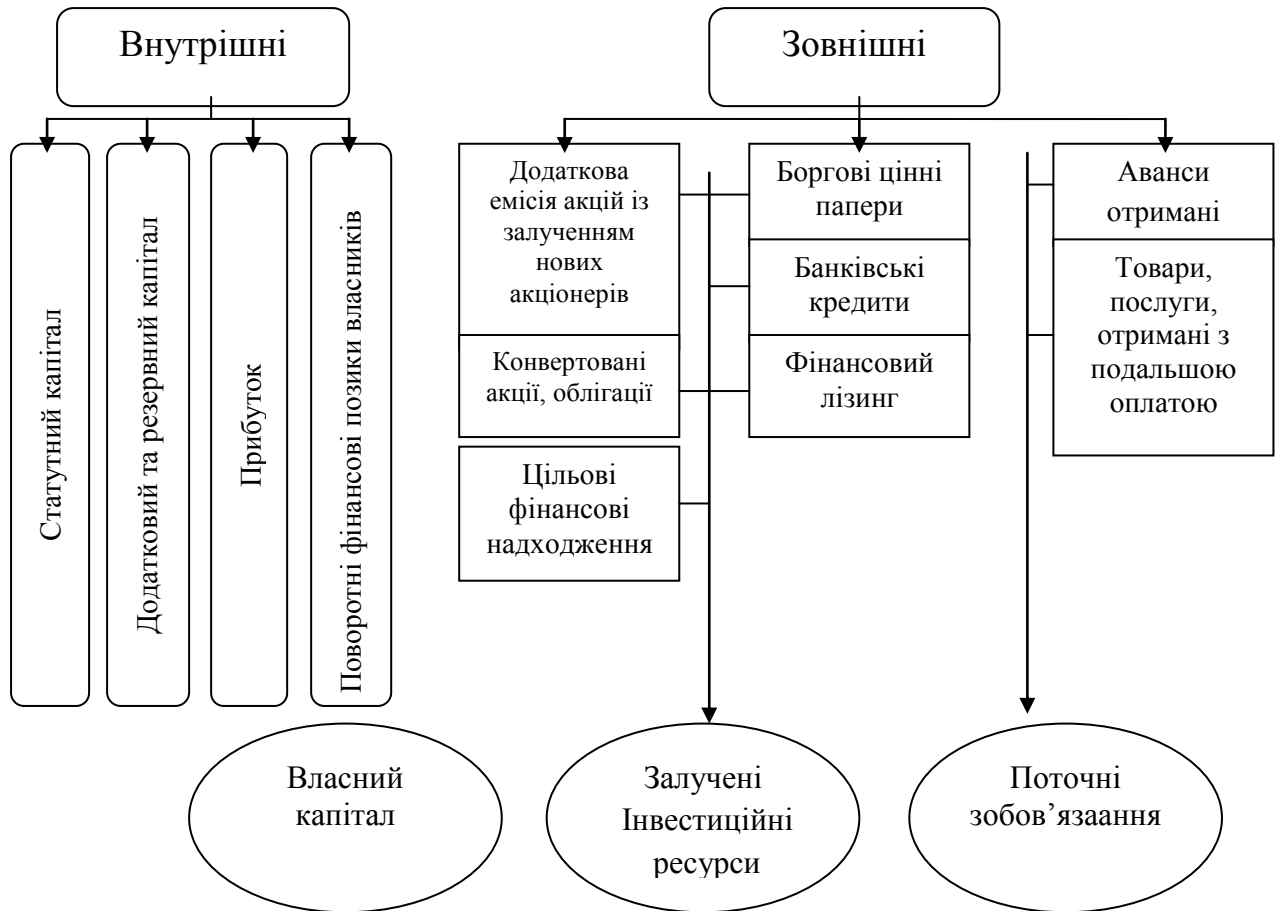 Внутрішні
Зовнішні
Статутний капітал
Додатковий та резервний капітал
Прибуток
Поворотні фінансові позики власників
Додаткова
емісія акцій із
залученням
нових
акціонерів
Конвертовані
акції, облігації
Цільові
фінансові
надходження
Боргові цінні
папери
Банківські
кредити
Фінансовий
лізинг
Аванси
отримані
Товари,
послуги,
отримані з
подальшою
оплатою
Власний
капітал
Залучені
Інвестиційні
ресурси
Поточні
зобов’язаання